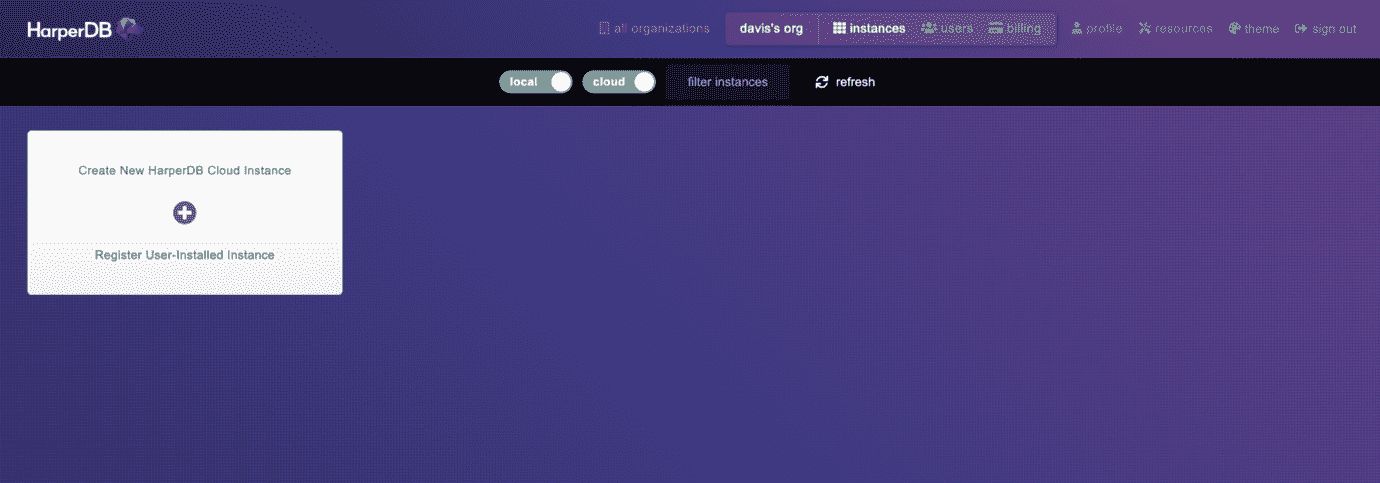 HarperDB all organizations davis's org instances users billing profile resources theme sign out
local cloud filter instances refresh
Create New HarperDB Cloud Instance
Register User-Installed Instance